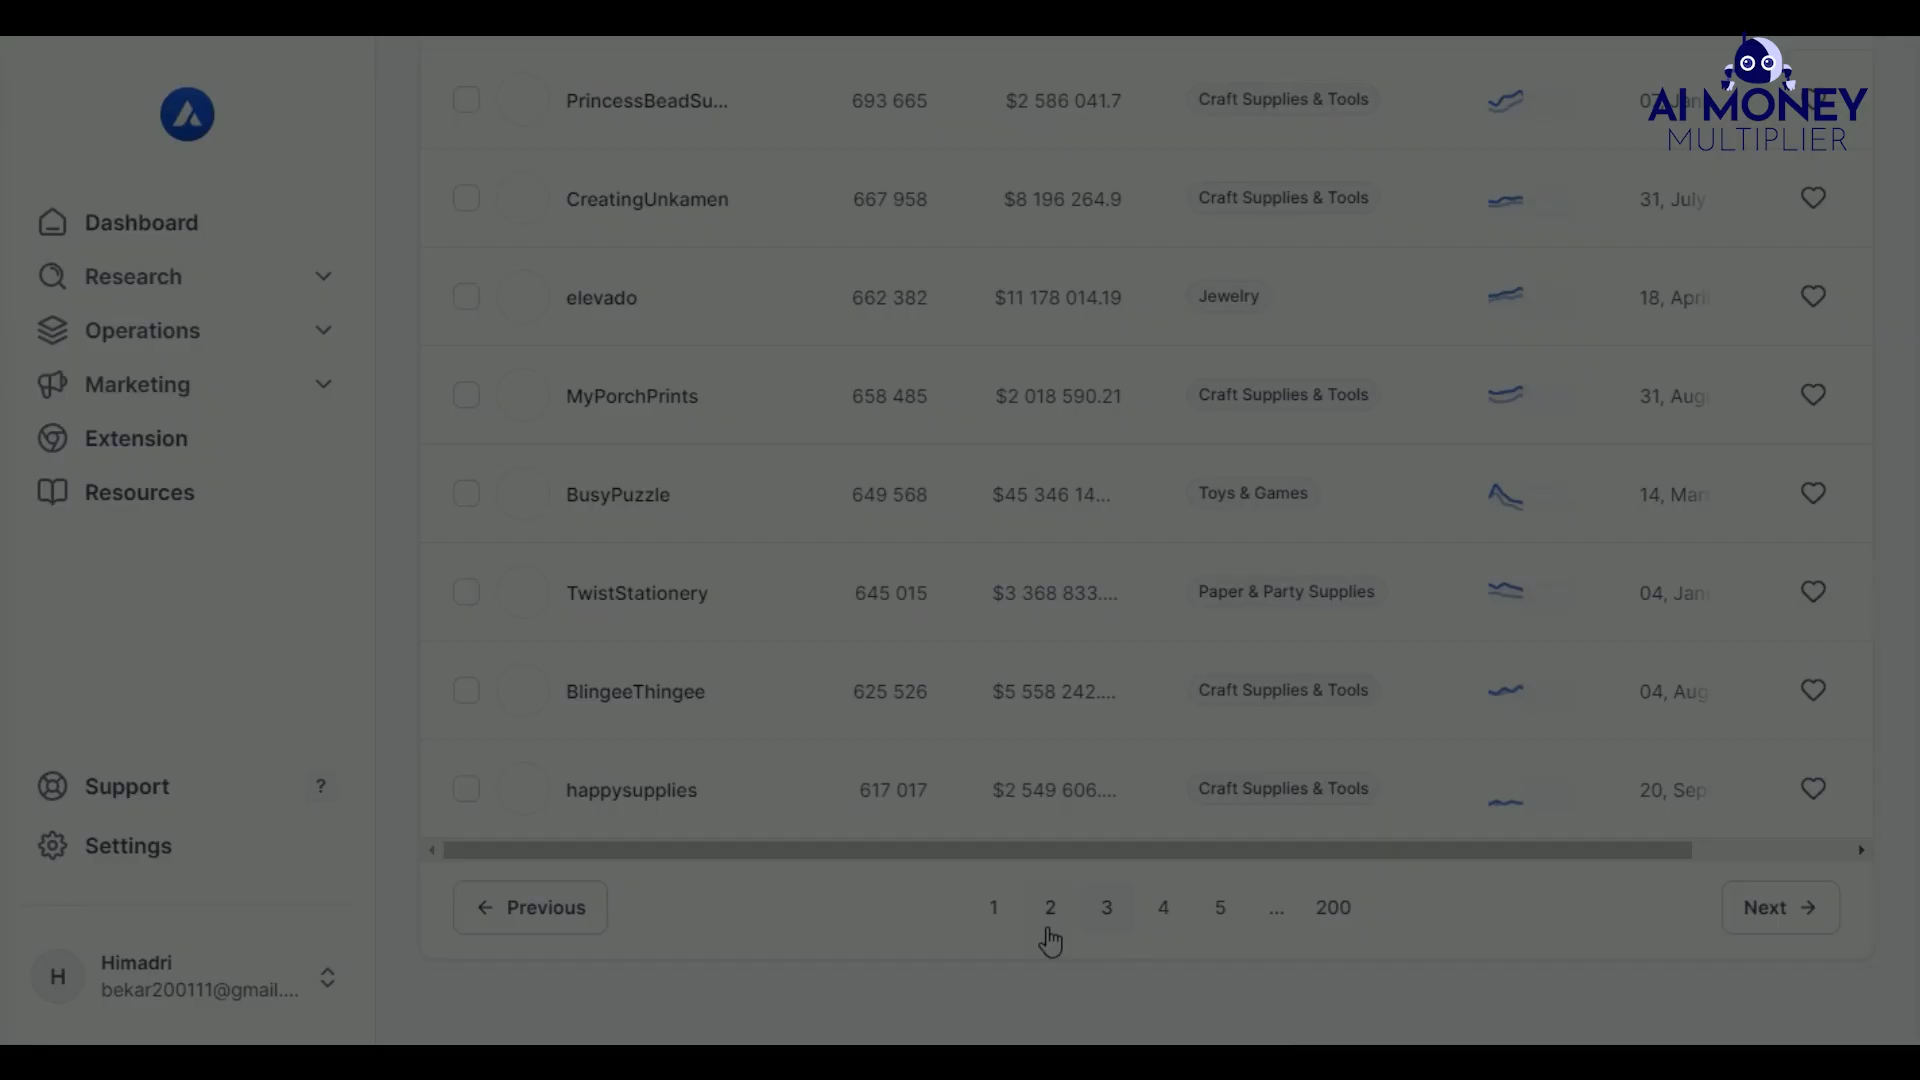 AI MONEY
MULTIPLIER
Dashboard
Research
Operations
Marketing
Extension
Resources
Support ?
Settings
H
Himadri
bekar200111@gmail....
PrincessBeadSu... 693 665 $2 586 041.7 Craft Supplies & Tools
CreatingUnkamen 667 958 $8 196 264.9 Craft Supplies & Tools 31, July
elevado 662 382 $11 178 014.19 Jewelry 18, Apri
MyPorchPrints 658 485 $2 018 590.21 Craft Supplies & Tools 31, Aug
BusyPuzzle 649 568 $45 346 14... Toys & Games 14, Mar
TwistStationery 645 015 $3 368 833.... Paper & Party Supplies 04, Jan
BlingeeThingee 625 526 $5 558 242.... Craft Supplies & Tools 04, Aug
happysupplies 617 017 $2 549 606.... Craft Supplies & Tools 20, Sep
Previous 1 2 3 4 5 ... 200 Next